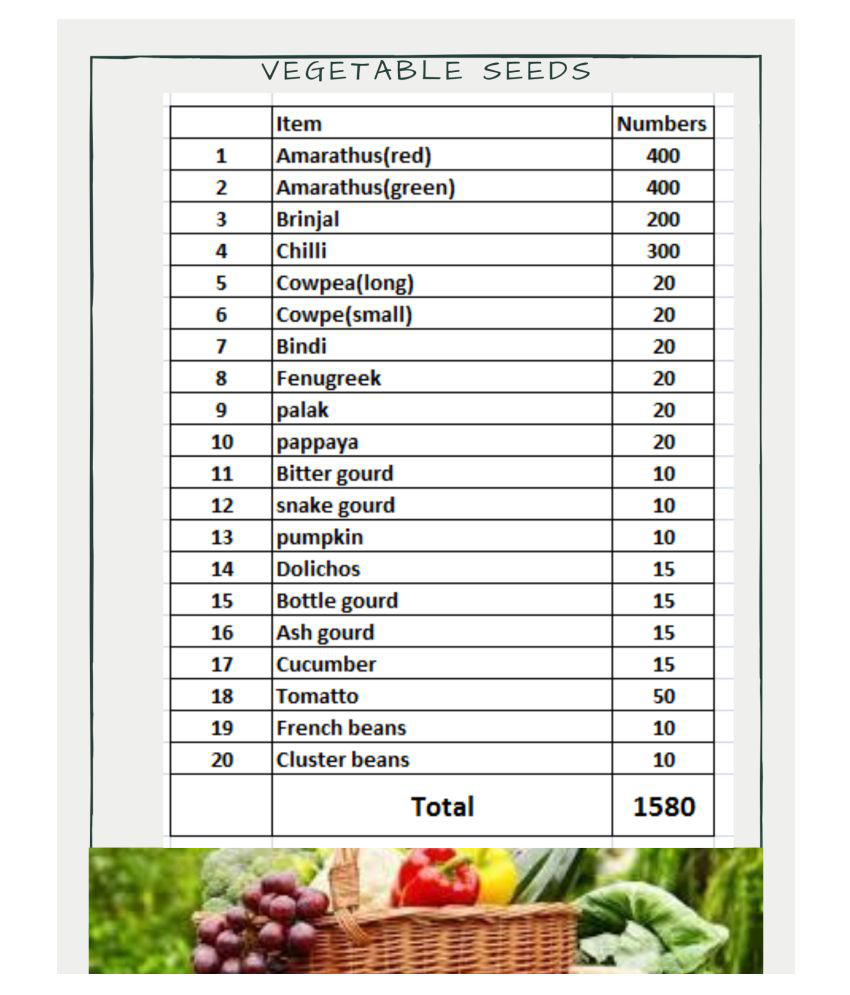 VEGETABLE SEEDS
Item Numbers
1 Amarathus(red) 400
2 Amarathus(green) 400
3 Brinjal 200
4 Chilli 300
5 Cowpea(long) 20
6 Cowpe(small) 20
7 Bindi 20
8 Fenugreek 20
9 palak 20
10 pappaya 20
11 Bitter gourd 10
12 snake gourd 10
13 pumpkin 10
14 Dolichos 15
15 Bottle gourd 15
16 Ash gourd 15
17 Cucumber 15
18 Tomatto 50
19 French beans 10
20 Cluster beans 10
Total 1580